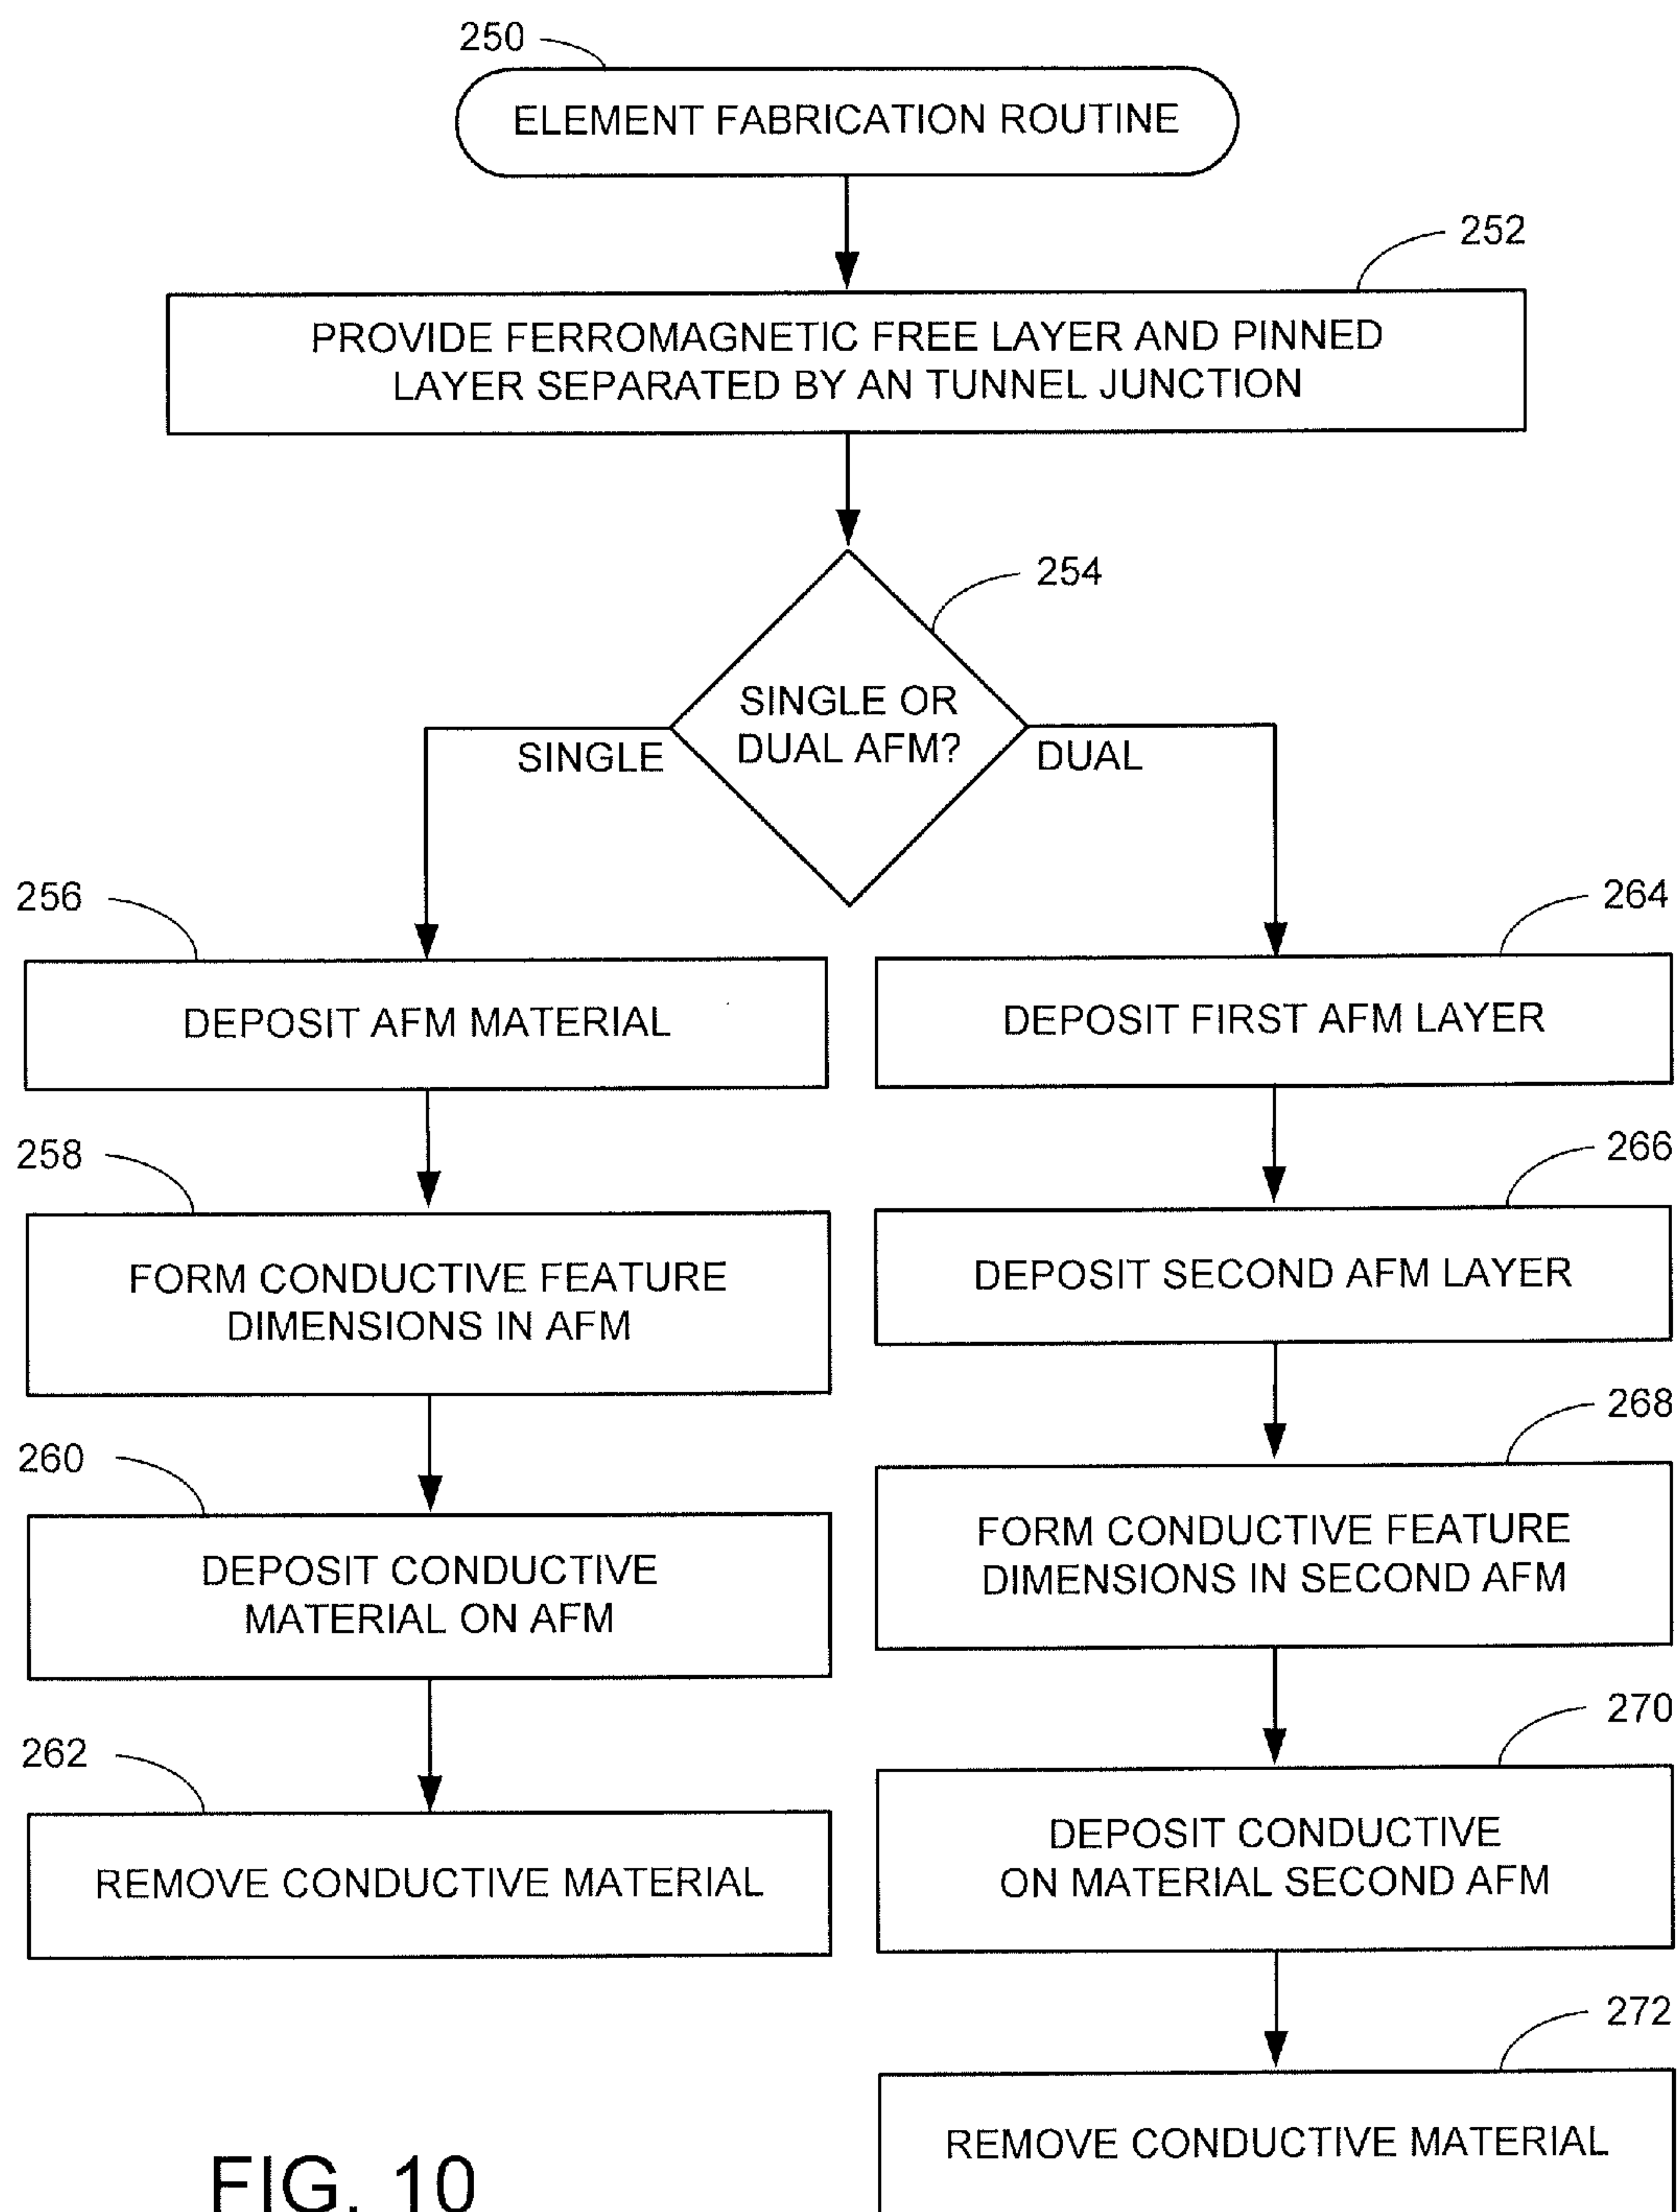 250
ELEMENT FABRICATION ROUTINE
252
PROVIDE FERROMAGNETIC FREE LAYER AND PINNED
LAYER SEPARATED BY AN TUNNEL JUNCTION
254
SINGLE OR
DUAL AFM?
SINGLE
DUAL
256
DEPOSIT AFM MATERIAL
258
FORM CONDUCTIVE FEATURE
DIMENSIONS IN AFM
260
DEPOSIT CONDUCTIVE
MATERIAL ON AFM
262
REMOVE CONDUCTIVE MATERIAL
264
DEPOSIT FIRST AFM LAYER
266
DEPOSIT SECOND AFM LAYER
268
FORM CONDUCTIVE FEATURE
DIMENSIONS IN SECOND AFM
270
DEPOSIT CONDUCTIVE
ON MATERIAL SECOND AFM
272
REMOVE CONDUCTIVE MATERIAL
FIG. 10